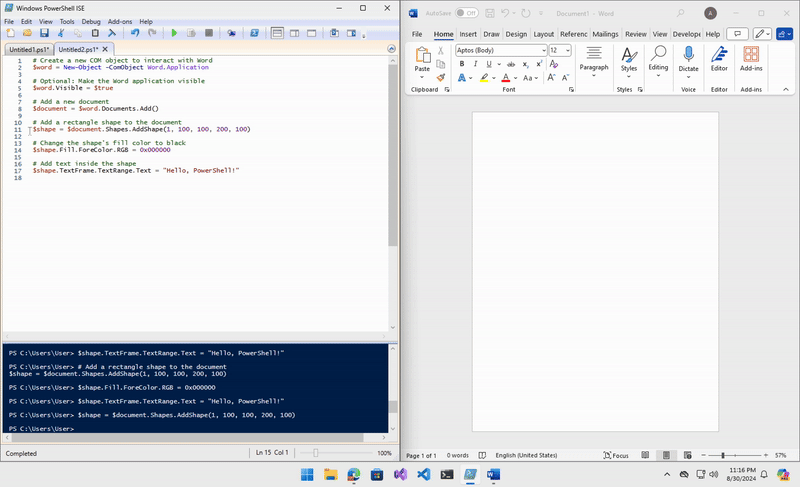 Windows PowerShell ISE
File Edit View Tools Debug Add-ons Help
Untitled1.ps1* Untitled2.ps1*
1 # Create a new COM object to interact with Word
2 $word = New-Object -ComObject Word.Application
3
4 # Optional: Make the Word application visible
5 $word.Visible = $true
6
7 # Add a new document
8 $document = $word.Documents.Add()
9
10 # Add a rectangle shape to the document
11 $shape = $document.Shapes.AddShape(1, 100, 100, 200, 100)
12
13 # Change the shape's fill color to black
14 $shape.Fill.ForeColor.RGB = 0x000000
15
16 # Add text inside the shape
17 $shape.TextFrame.TextRange.Text = "Hello, PowerShell!"
18
PS C:\Users\User> $shape.TextFrame.TextRange.Text = "Hello, PowerShell!"
PS C:\Users\User> # Add a rectangle shape to the document
$shape = $document.Shapes.AddShape(1, 100, 100, 200, 100)
PS C:\Users\User> $shape.Fill.ForeColor.RGB = 0x000000
PS C:\Users\User> $shape.TextFrame.TextRange.Text = "Hello, PowerShell!"
PS C:\Users\User> $shape = $document.Shapes.AddShape(1, 100, 100, 200, 100)
PS C:\Users\User>
Completed Ln 15 Col 1 100%
AutoSave Off Document1 - Word A
File Home Insert Draw Design Layout Referenc Mailings Review View Develope Help
Aptos (Body) 12
Paste B I U ab x x
A A Aa A A
Paragraph Styles Editing Dictate Editor Add-ins
Clipboard Font Styles Voice Editor Add-ins
Page 1 of 1 0 words English (United States) Focus 57%
11:16 PM
8/30/2024